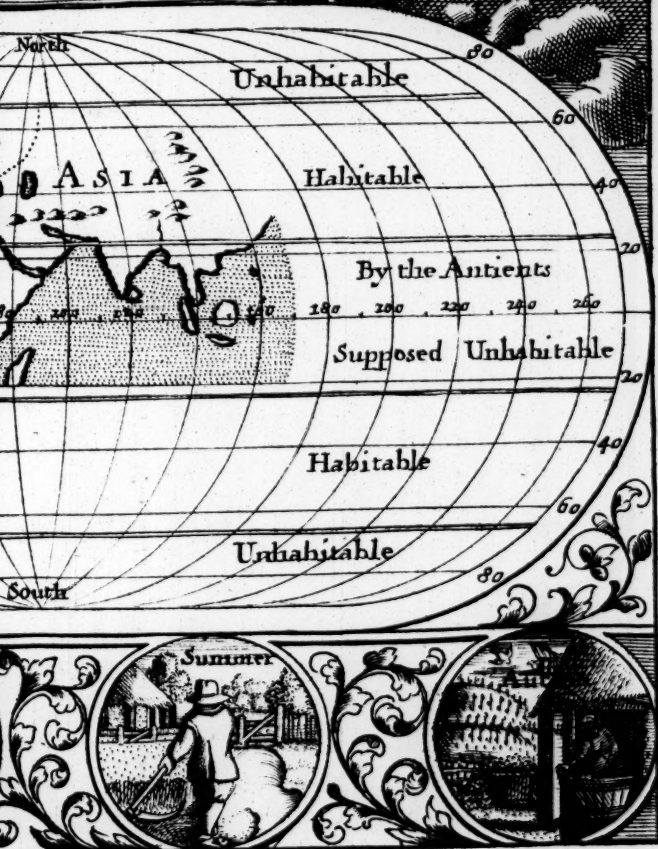 North
80
Unhabitable
60
ASIA
Habitable
40
20
By the Antients
180 200 220 240 260
Supposed Unhabitable
20
40
Habitable
60
Unhabitable
80
South
Summer